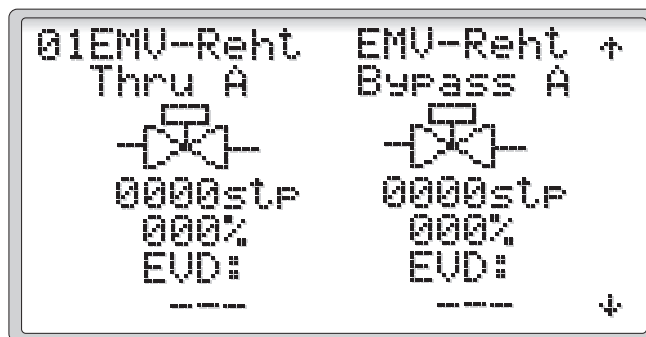 01EMV-Reht EMV-Reht ↑
Thru A Bypass A
0000stp 0000stp
000% 000%
EVD: EVD:
--- --- ↓